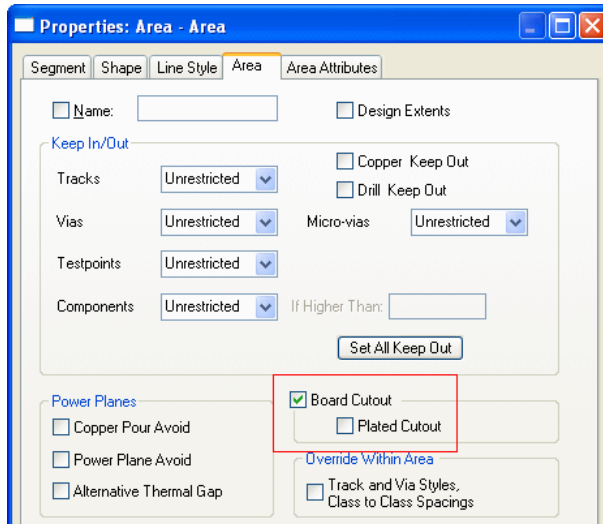 Properties: Area - Area
Segment Shape Line Style Area Area Attributes
Name: Design Extents
Keep In/Out
Copper Keep Out
Tracks Unrestricted
Drill Keep Out
Vias Unrestricted Micro-vias Unrestricted
Testpoints Unrestricted
Components Unrestricted If Higher Than:
Set All Keep Out
Power Planes
Board Cutout
Copper Pour Avoid
Plated Cutout
Power Plane Avoid
Override Within Area
Alternative Thermal Gap
Track and Via Styles,
Class to Class Spacings